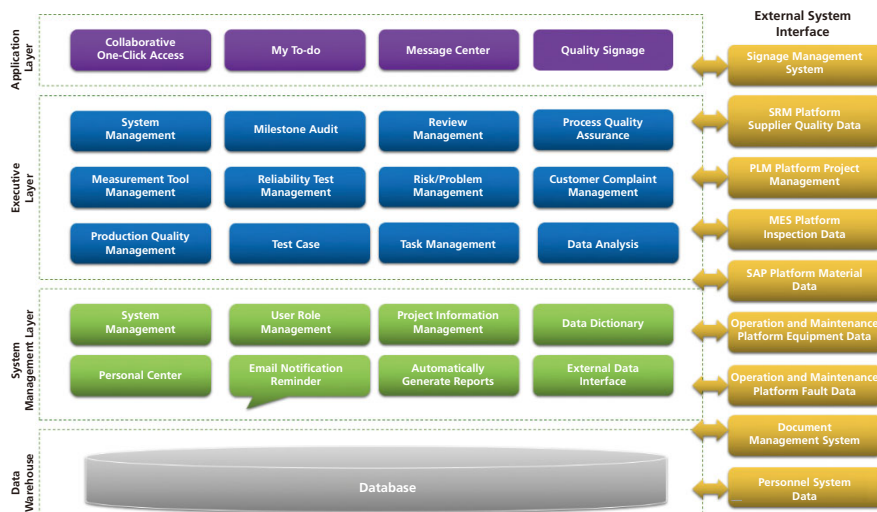 External System
Interface
Application
Layer
Collaborative
One-Click Access
My To-do
Message Center
Quality Signage
Signage Management
System
Executive
Layer
System
Management
Milestone Audit
Review
Management
Process Quality
Assurance
SRM Platform
Supplier Quality Data
Measurement Tool
Management
Reliability Test
Management
Risk/Problem
Management
Customer Complaint
Management
PLM Platform Project
Management
Production Quality
Management
Test Case
Task Management
Data Analysis
MES Platform
Inspection Data
SAP Platform Material
Data
System
Management Layer
System
Management
User Role
Management
Project Information
Management
Data Dictionary
Operation and Maintenance
Platform Equipment Data
Personal Center
Email Notification
Reminder
Automatically
Generate Reports
External Data
Interface
Operation and Maintenance
Platform Fault Data
Document
Management System
Data
Warehouse
Database
Personnel System
Data